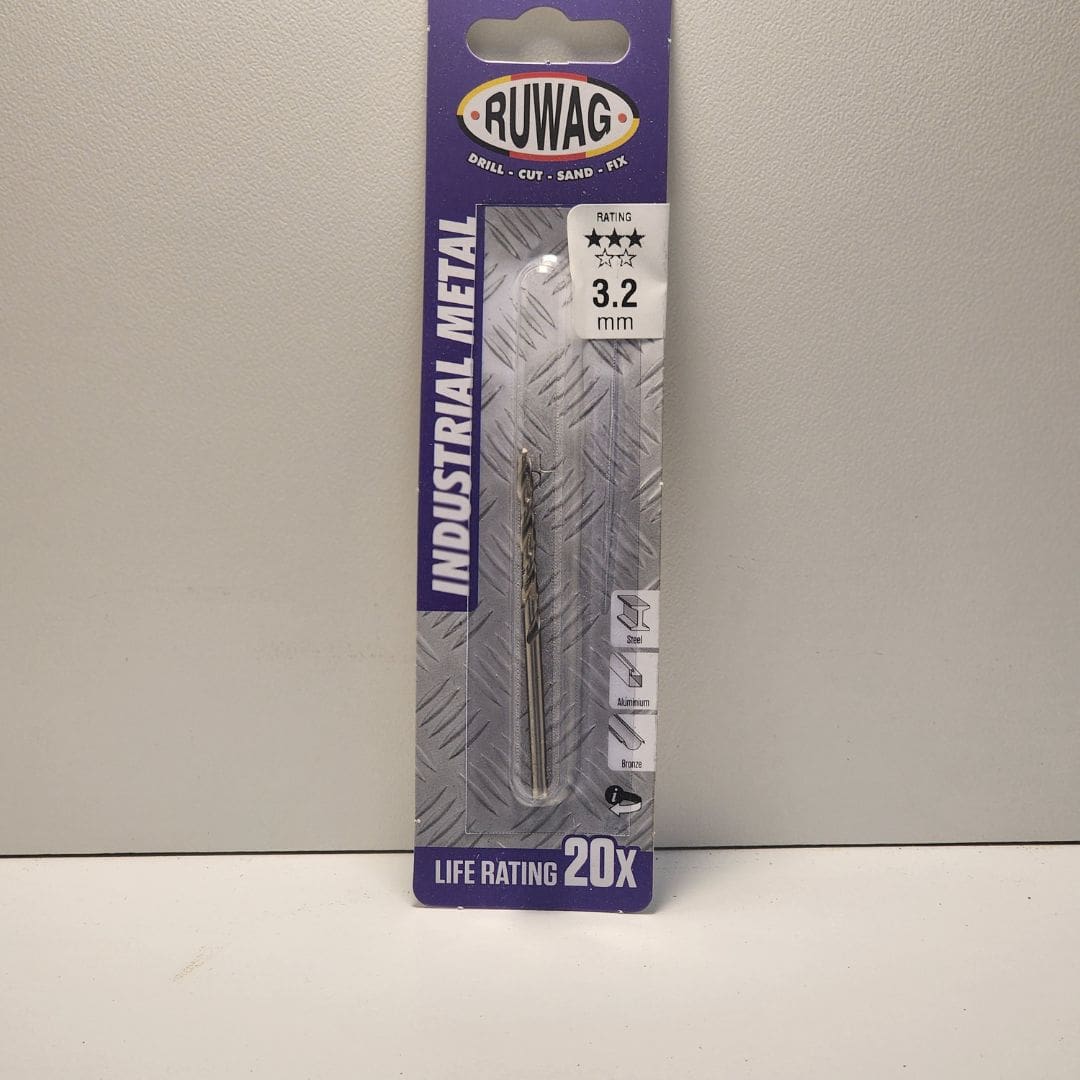 RUWAG
DRILL - CUT - SAND - FIX
INDUSTRIAL METAL
RATING
3.2
mm
Steel
Aluminium
Bronze
i
LIFE RATING 20X